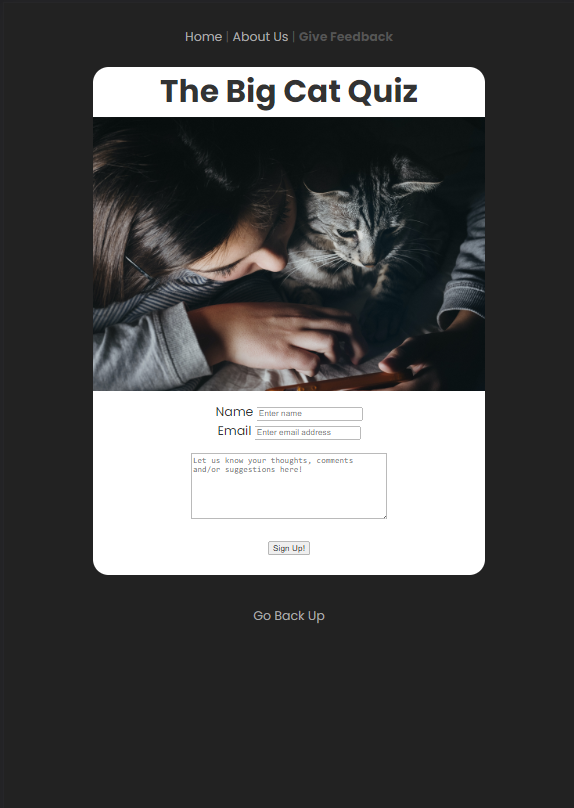 Home | About Us | Give Feedback
The Big Cat Quiz
Name Enter name
Email Enter email address
Let us know your thoughts, comments
and/or suggestions here!
Sign Up!
Go Back Up